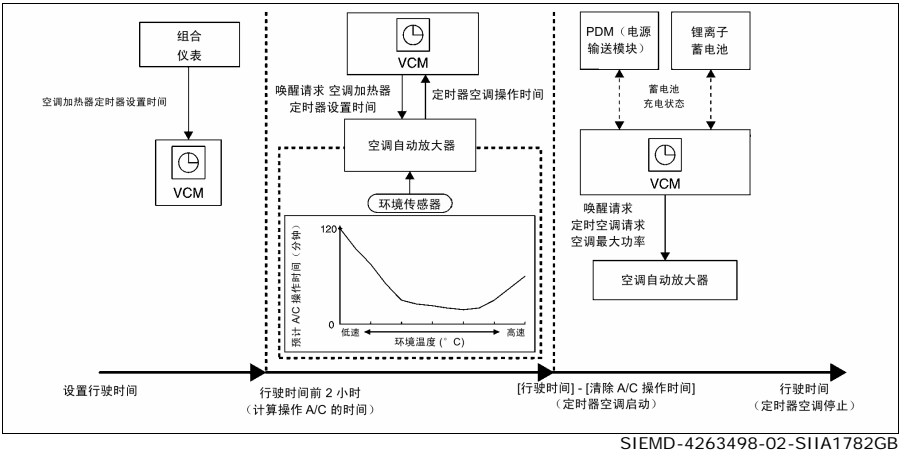 组合
仪表
空调加热器定时器设置时间
VCM
VCM
唤醒请求 空调加热器
定时器设置时间
定时器空调操作时间
空调自动放大器
环境传感器
预计 A/C 操作时间（分钟）
120
0
低速
高速
环境温度 (°C)
PDM（电源
输送模块）
锂离子
蓄电池
蓄电池
充电状态
VCM
唤醒请求
定时空调请求
空调最大功率
空调自动放大器
设置行驶时间
行驶时间前 2 小时
（计算操作 A/C 的时间）
[行驶时间] - [清除 A/C 操作时间]
（定时器空调启动）
行驶时间
（定时器空调停止）
SIEMD-4263498-02-SIIA1782GB